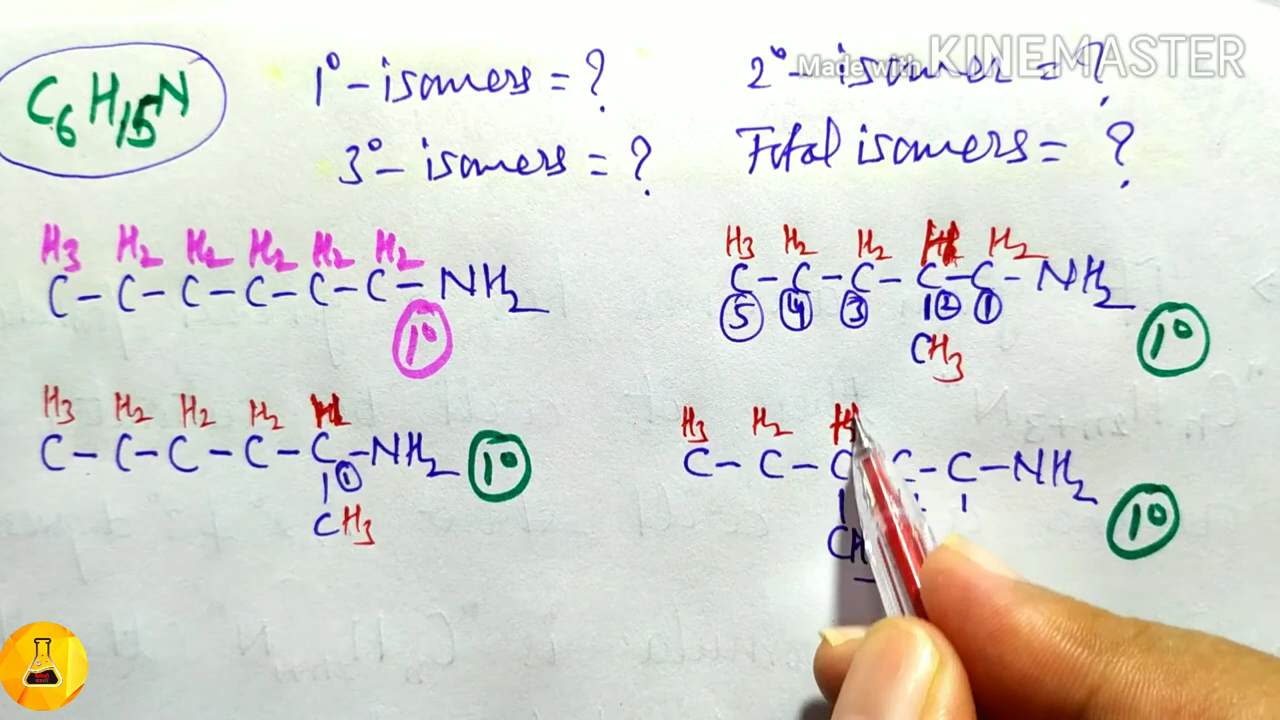 Made with KINEMASTER
C6H15N 1° - isomers = ? 2° - isomer = ?
3° - isomers = ? Total isomers = ?
H3 H2 H2 H2 H2 H2
C - C - C - C - C - C - NH2
1°
H3 H2 H2 H H2
C - C - C - C - C - NH2
5 4 3 2 1
CH3
1°
H3 H2 H2 H2 H
C - C - C - C - C - NH2
1
CH3
1°
H3 H2 H
C - C - C C - C - NH2
1°